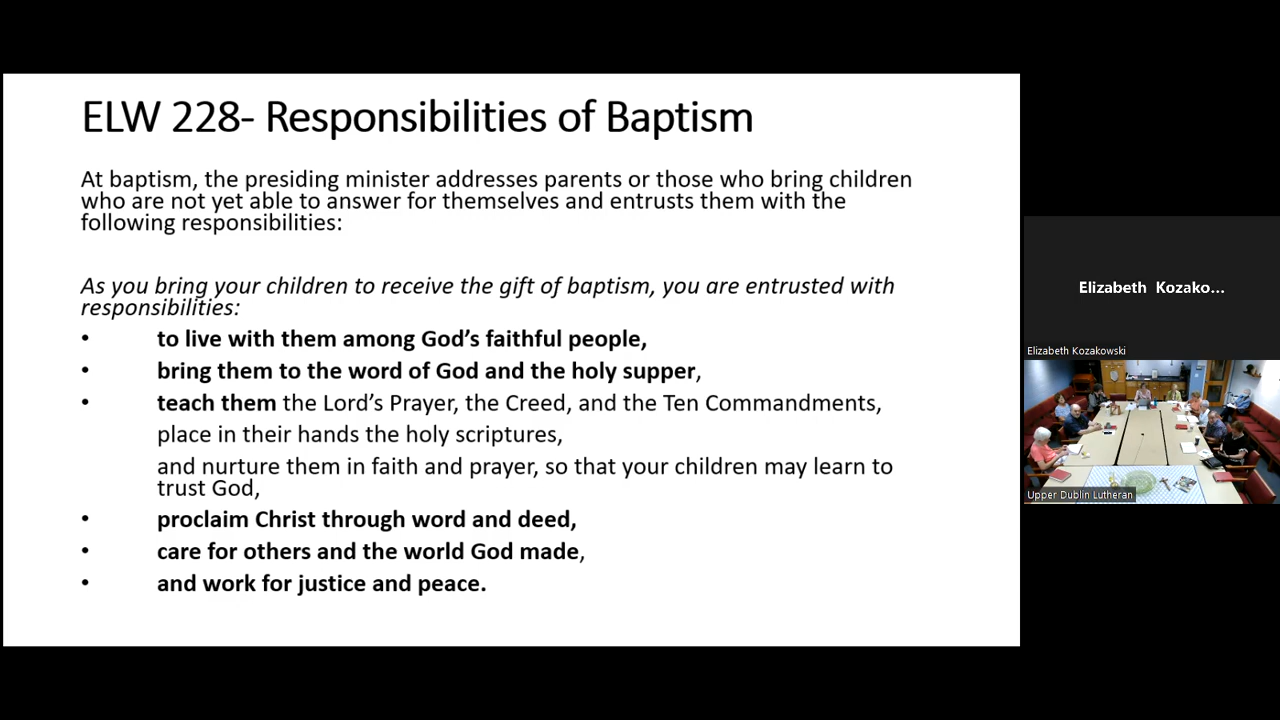 ELW 228- Responsibilities of Baptism
At baptism, the presiding minister addresses parents or those who bring children
who are not yet able to answer for themselves and entrusts them with the
following responsibilities:
As you bring your children to receive the gift of baptism, you are entrusted with
responsibilities:
• to live with them among God’s faithful people,
• bring them to the word of God and the holy supper,
• teach them the Lord’s Prayer, the Creed, and the Ten Commandments,
place in their hands the holy scriptures,
and nurture them in faith and prayer, so that your children may learn to
trust God,
• proclaim Christ through word and deed,
• care for others and the world God made,
• and work for justice and peace.
Elizabeth Kozako...
Elizabeth Kozakowski
Upper Dublin Lutheran